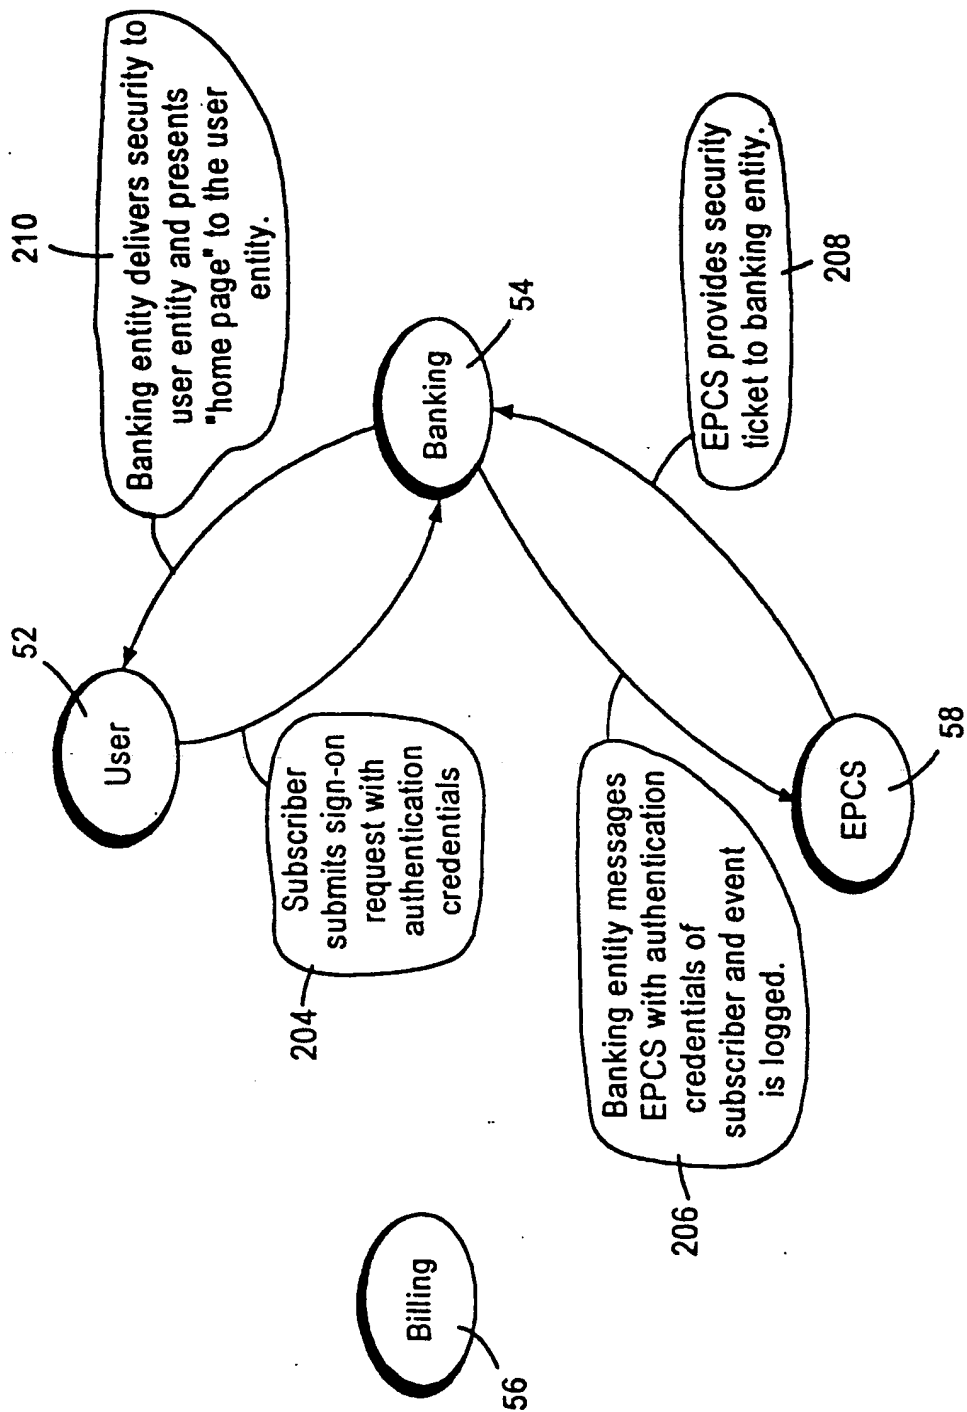 210
Banking entity delivers security to
user entity and presents
"home page" to the user
entity.
52
User
Banking
54
204
Subscriber
submits sign-on
request with
authentication
credentials
EPCS provides security
ticket to banking entity.
208
Billing
56
206
Banking entity messages
EPCS with authentication
credentials of
subscriber and event
is logged.
EPCS
58